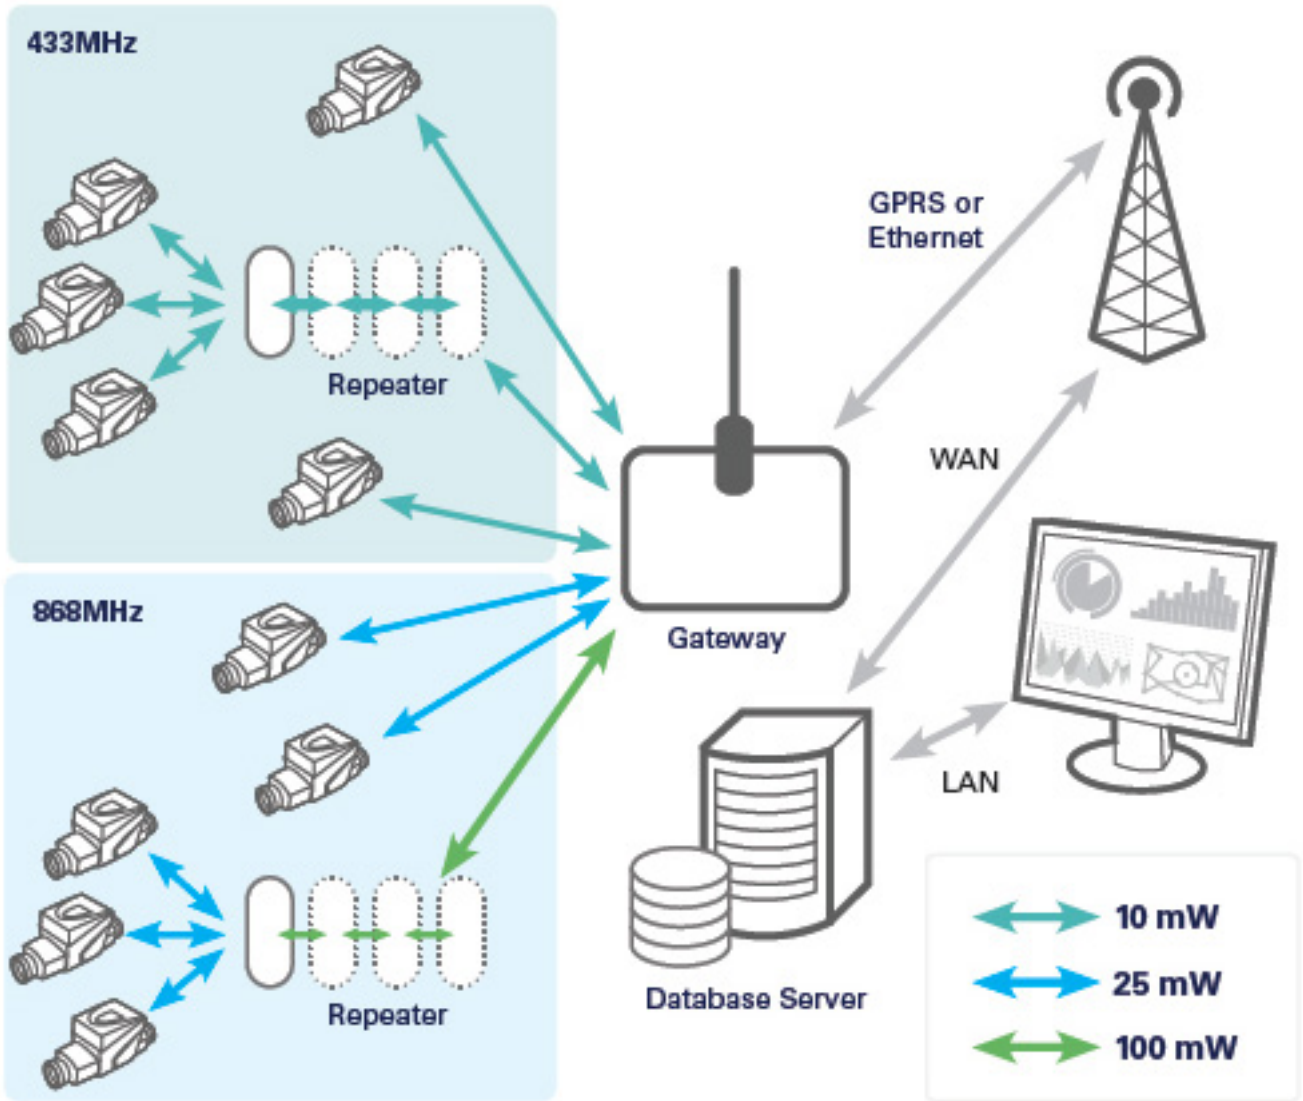 433MHz
Repeater
GPRS or
Ethernet
WAN
Gateway
868MHz
LAN
Repeater
Database Server
10 mW
25 mW
100 mW